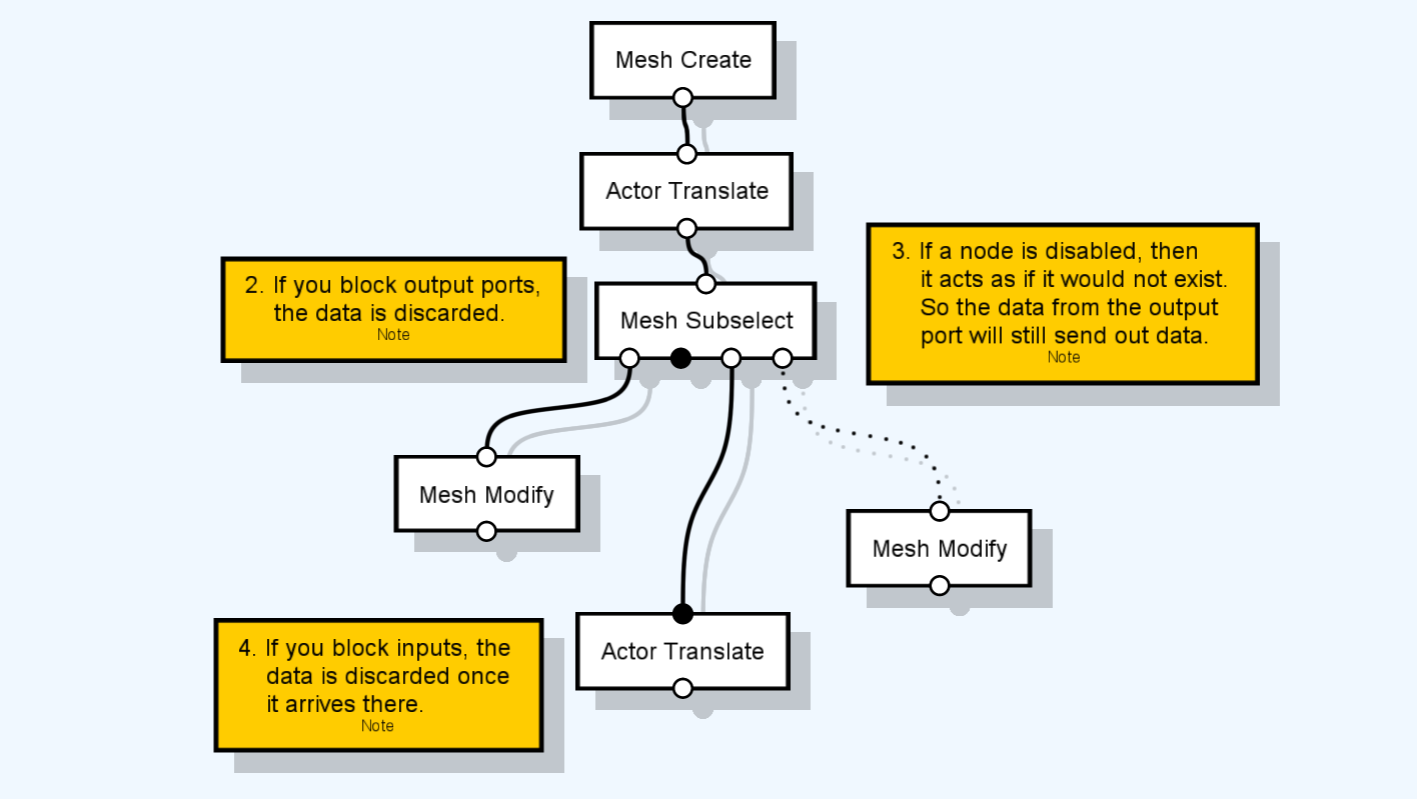 Mesh Create
Actor Translate
3. If a node is disabled, then
it acts as if it would not exist.
So the data from the output
port will still send out data.
Note
2. If you block output ports,
the data is discarded.
Note
Mesh Subselect
Mesh Modify
Mesh Modify
4. If you block inputs, the
data is discarded once
it arrives there.
Note
Actor Translate